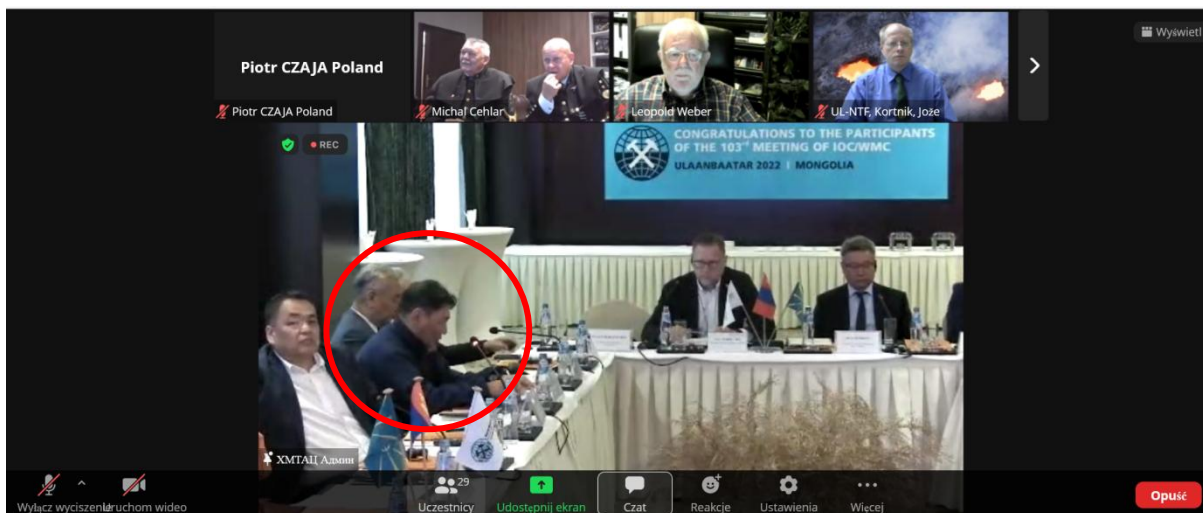 Wyświetl
Piotr CZAJA Poland
Piotr CZAJA Poland
Michal Cehlar
Leopold Weber
UL-NTF, Kortnik, Jože
REC
CONGRATULATIONS TO THE PARTICIPANTS
OF THE 103rd MEETING OF IOC/WMC
ULAANBAATAR 2022 | MONGOLIA
ХМТАЦ Админ
29
Wyłącz wyciszenie
Uruchom wideo
Uczestnicy
Udostępnij ekran
Czat
Reakcje
Ustawienia
Więcej
Opuść